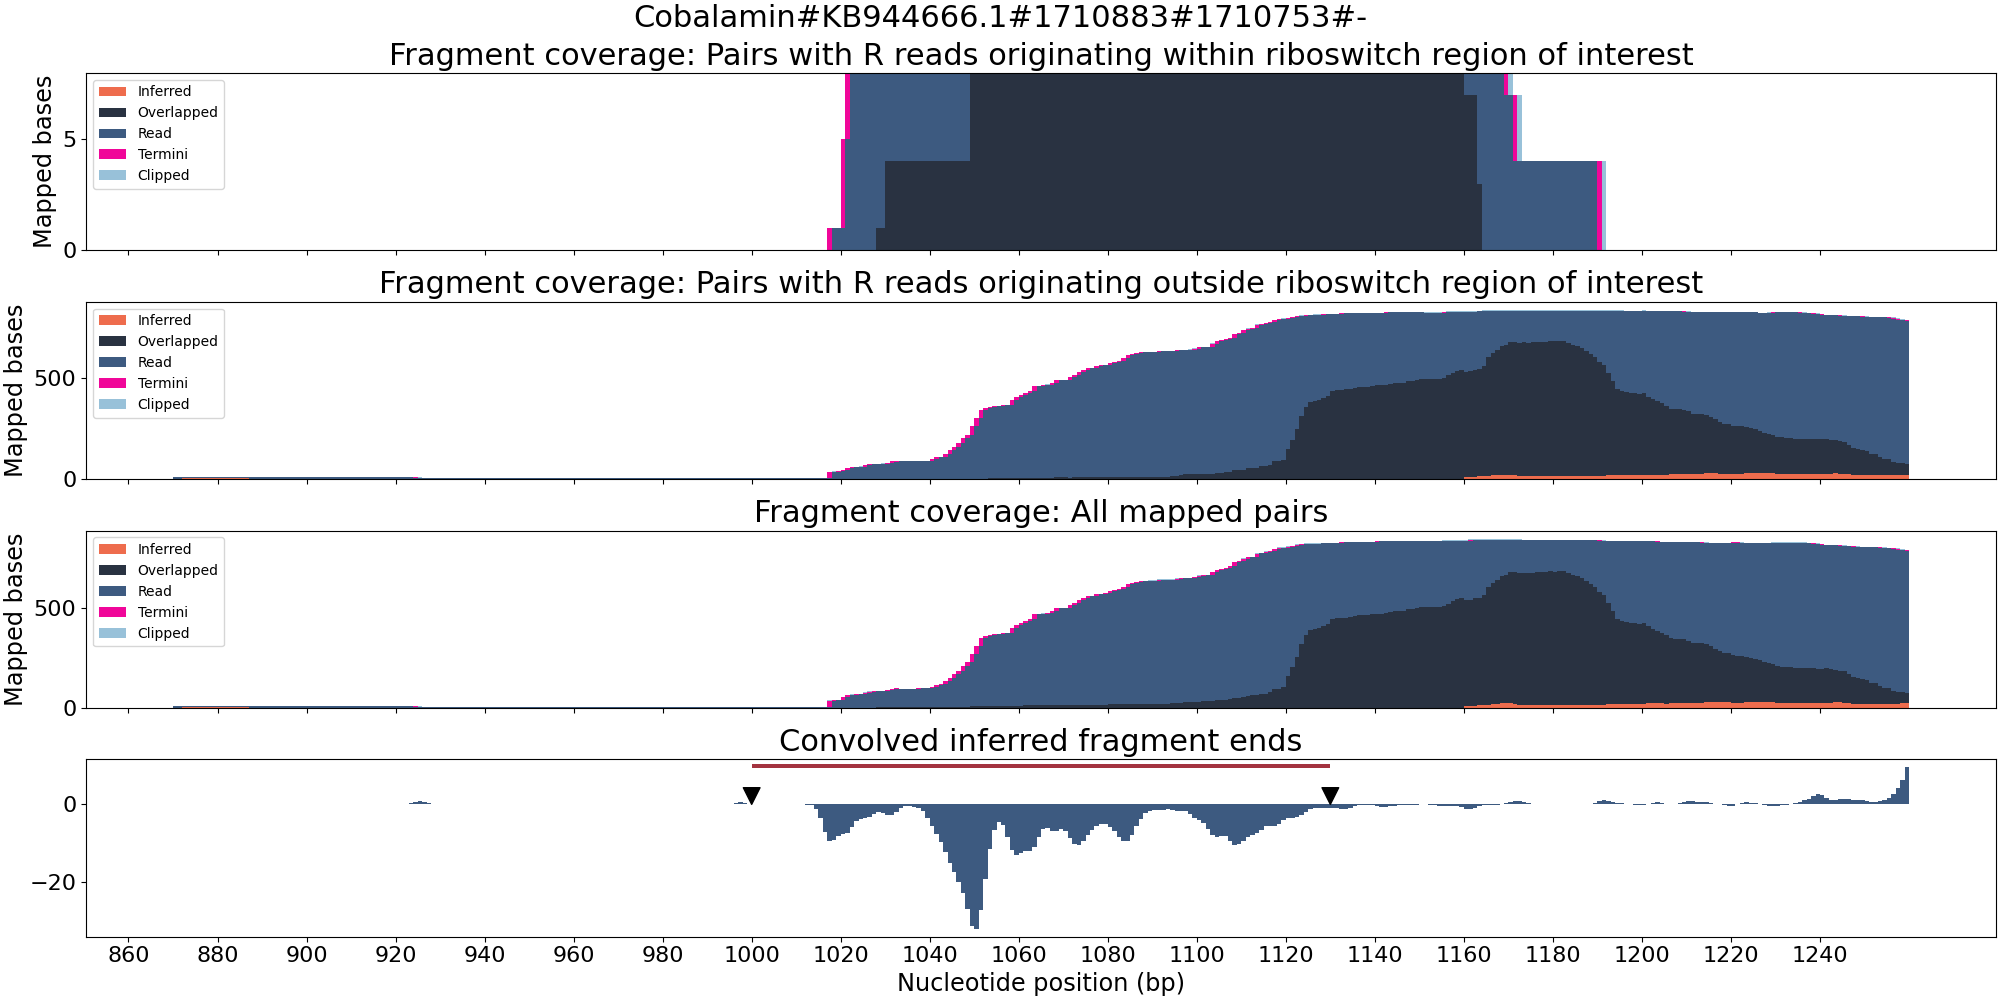 Cobalamin#KB944666.1#1710883#1710753#-
Fragment coverage: Pairs with R reads originating within riboswitch region of interest
Mapped bases
5
0
Inferred
Overlapped
Read
Termini
Clipped
Fragment coverage: Pairs with R reads originating outside riboswitch region of interest
Mapped bases
500
0
Inferred
Overlapped
Read
Termini
Clipped
Fragment coverage: All mapped pairs
Mapped bases
500
0
Inferred
Overlapped
Read
Termini
Clipped
Convolved inferred fragment ends
0
−20
860 880 900 920 940 960 980 1000 1020 1040 1060 1080 1100 1120 1140 1160 1180 1200 1220 1240
Nucleotide position (bp)